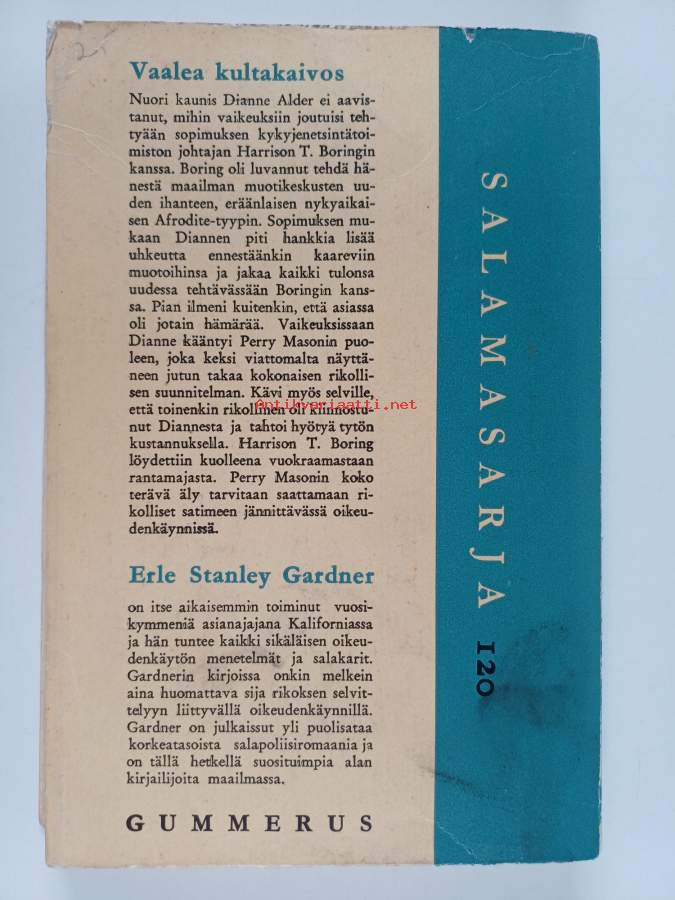 2
Vaalea kultakaivos
Nuori kaunis Dianne Alder ei aavis-
tanut, mihin vaikeuksiin joutuisi teh-
tyään sopimuksen kykyjenetsintätoi-
miston johtajan Harrison T. Boringin
kanssa. Boring oli luvannut tehdä hä-
nestä maailman muotikeskusten uu-
den ihanteen, eräänlaisen nykyaikai-
sen Afrodite-tyypin. Sopimuksen mu-
kaan Diannen piti hankkia lisää
uhkeutta ennestäänkin kaareviin
muotoihinsa ja jakaa kaikki tulonsa
uudessa tehtävässään Boringin kans-
sa. Pian ilmeni kuitenkin, että asiassa
oli jotain hämärää. Vaikeuksissaan
Dianne kääntyi Perry Masonin puo-
leen, joka keksi viattomalta näyttä-
neen jutun takaa kokonaisen rikolli-
sen suunnitelman. Kävi myös selville,
että toinenkin rikollinen oli kiinnostu-
Antikvariaatti.net
nut Diannesta ja tahtoi hyötyä tytön
kustannuksella. Harrison T. Boring
löydettiin kuolleena vuokraamastaan
rantamajasta. Perry Masonin koko
terävä äly tarvitaan saattamaan ri-
kolliset satimeen jännittävässä oikeu-
denkäynnissä.
Erle Stanley Gardner
on itse aikaisemmin toiminut vuosi-
kymmeniä asianajajana Kaliforniassa
ja hän tuntee kaikki sikäläisen oikeu-
denkäytön menetelmät ja salakarit.
Gardnerin kirjoissa onkin melkein
aina huomattava sija rikoksen selvit-
telyyn liittyvällä oikeudenkäynnillä.
Gardner on julkaissut yli puolisataa
korkeatasoista salapoliisiromaania ja
on tällä hetkellä suosituimpia alan
kirjailijoita maailmassa.
GUMMERUS
SALAMASARJA 120